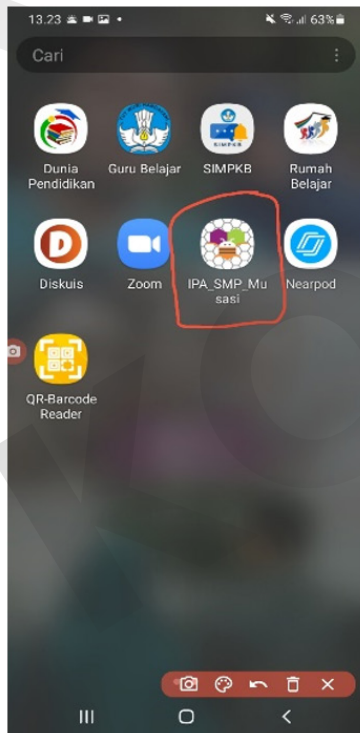 13.23
63%
Cari
Dunia
Pendidikan
Guru Belajar
SIMPKB
SIMPKB
Rumah
Belajar
Diskuis
Zoom
IPA_SMP_Mu
sasi
Nearpod
QR-Barcode
Reader